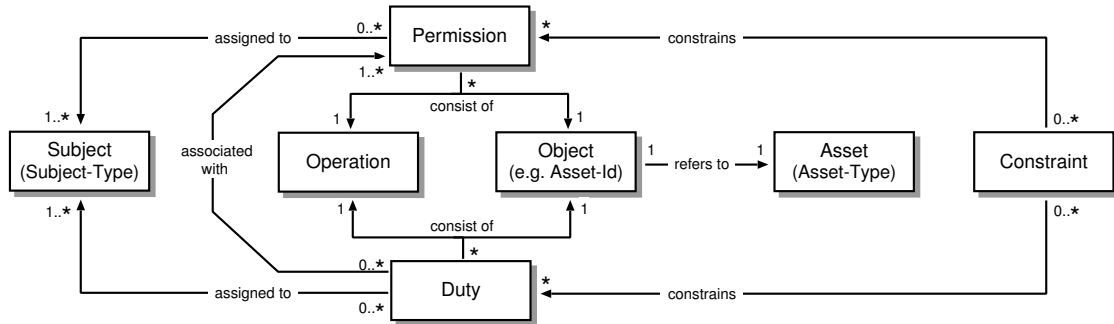 0..*
Permission
*
assigned to
constrains
1..*
*
consist of
1..*
1
1
0..*
Subject
(Subject-Type)
associated
with
Operation
Object
(e.g. Asset-Id)
1
refers to
1
Asset
(Asset-Type)
Constraint
1..*
1
1
0..*
consist of
*
0..*
Duty
*
assigned to
constrains
0..*